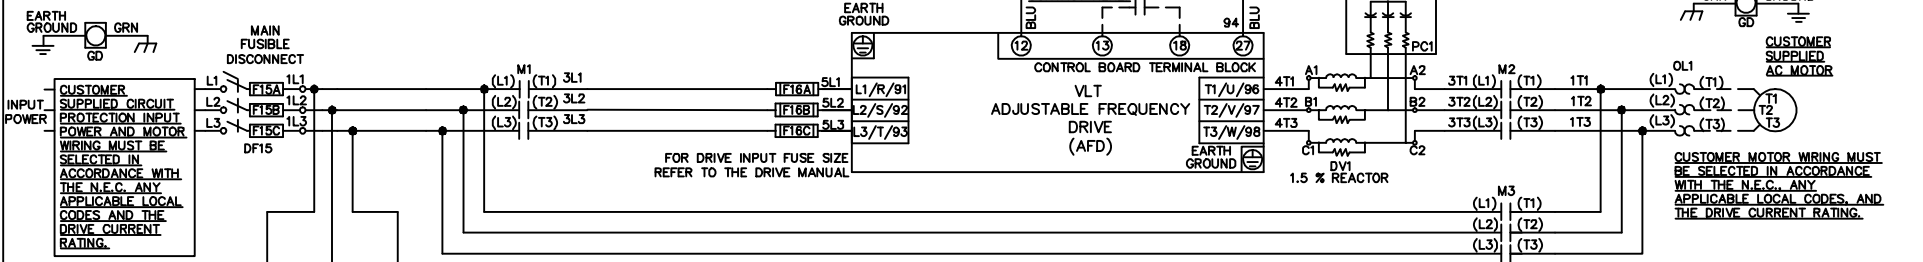 EARTH
GROUND
GRN
GD
MAIN
FUSIBLE
DISCONNECT
INPUT
POWER
CUSTOMER
SUPPLIED CIRCUIT
PROTECTION INPUT
POWER AND MOTOR
WIRING MUST BE
SELECTED IN
ACCORDANCE WITH
THE N.E.C. ANY
APPLICABLE LOCAL
CODES AND THE
DRIVE CURRENT
RATING.
L1 F15A 1L1
L2 F15B 1L2
L3 F15C 1L3
DF15
M1
(L1) (T1) 3L1
(L2) (T2) 3L2
(L3) (T3) 3L3
F16A 5L1
F16B 5L2
F16C 5L3
FOR DRIVE INPUT FUSE SIZE
REFER TO THE DRIVE MANUAL
EARTH
GROUND
BLU
94
BLU
12
13
18
27
CONTROL BOARD TERMINAL BLOCK
L1/R/91
L2/S/92
L3/T/93
VLT
ADJUSTABLE FREQUENCY
DRIVE
(AFD)
T1/U/96
T2/V/97
T3/W/98
EARTH
GROUND
4T1
4T2
4T3
A1
B1
C1
PC1
A2
B2
C2
DV1
1.5 % REACTOR
M2
3T1 (L1) (T1) 1T1
3T2 (L2) (T2) 1T2
3T3 (L3) (T3) 1T3
M3
(L1) (T1)
(L2) (T2)
(L3) (T3)
GD
CUSTOMER
SUPPLIED
AC MOTOR
OL1
(L1) (T1)
(L2) (T2)
(L3) (T3)
T1
T2
T3
CUSTOMER MOTOR WIRING MUST
BE SELECTED IN ACCORDANCE
WITH THE N.E.C., ANY
APPLICABLE LOCAL CODES, AND
THE DRIVE CURRENT RATING.